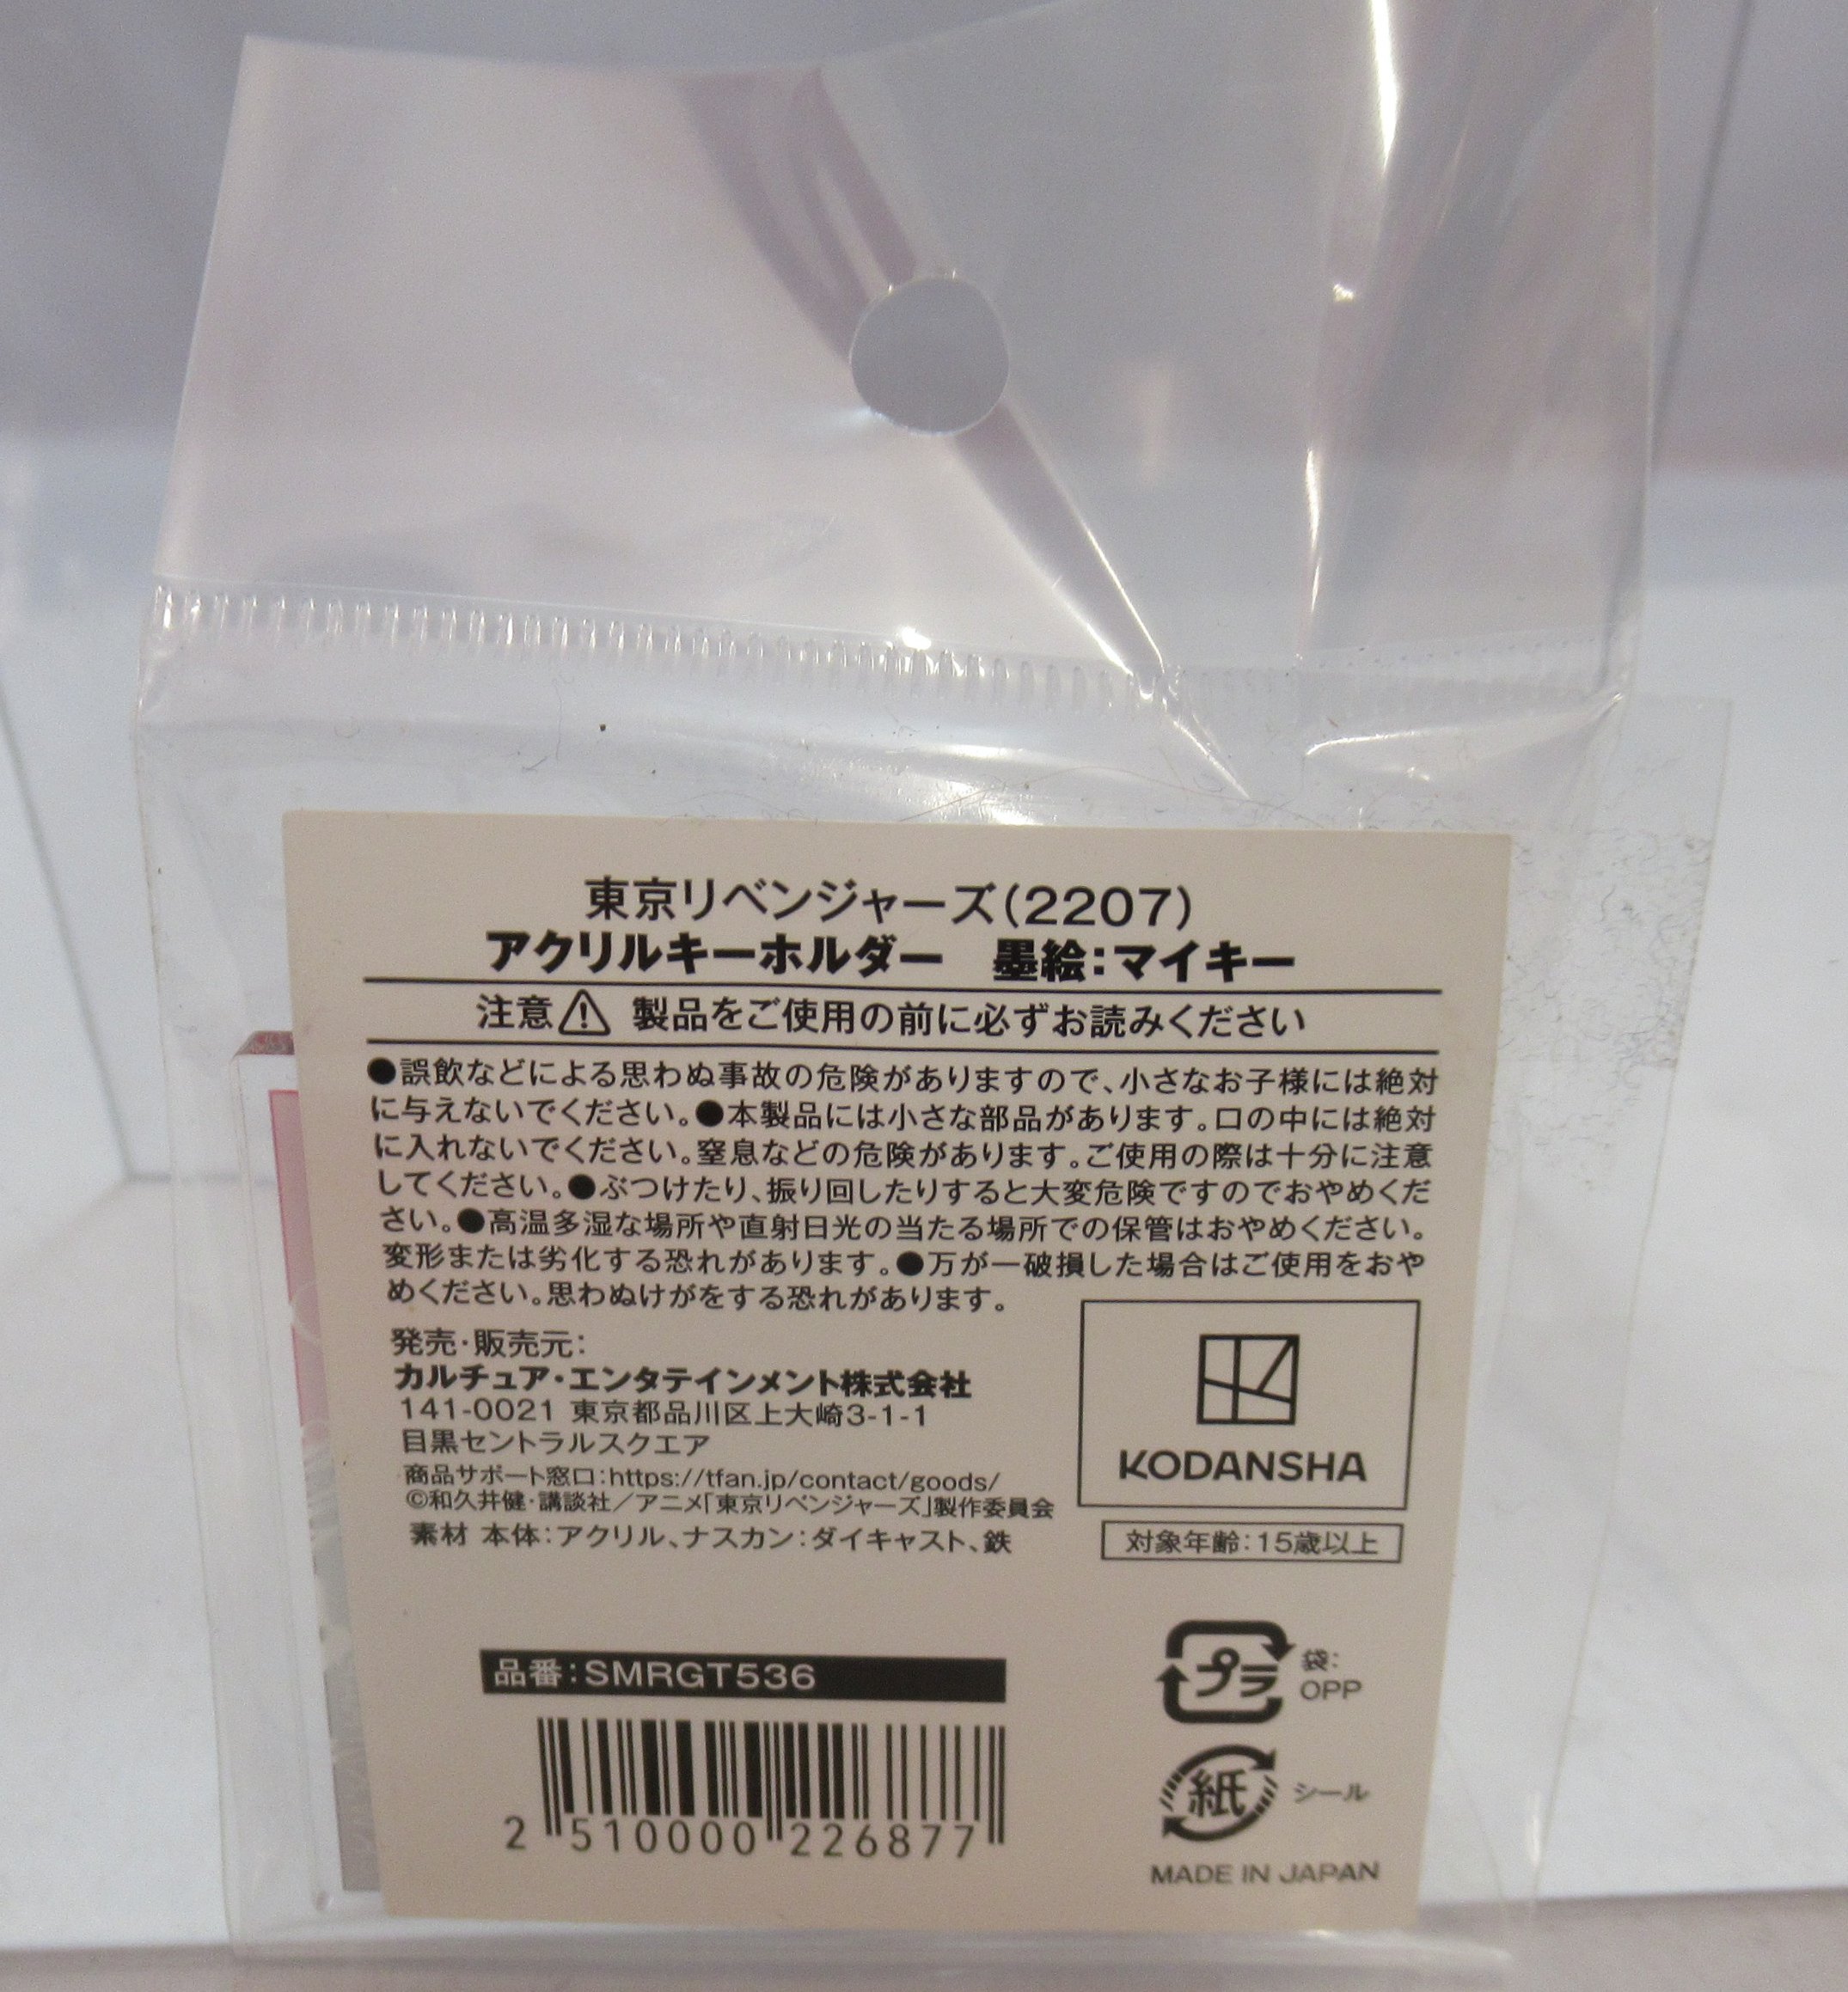 東京リベンジャーズ(2207)
アクリルキーホルダー　墨絵:マイキー
注意⚠ 製品をご使用の前に必ずお読みください
●誤飲などによる思わぬ事故の危険がありますので、小さなお子様には絶対
に与えないでください。●本製品には小さな部品があります。口の中には絶対
に入れないでください。窒息などの危険があります。ご使用の際は十分に注意
してください。●ぶつけたり、振り回したりすると大変危険ですのでおやめくだ
さい。●高温多湿な場所や直射日光の当たる場所での保管はおやめください。
変形または劣化する恐れがあります。●万が一破損した場合はご使用をおや
めください。思わぬけがをする恐れがあります。
発売・販売元:
カルチュア・エンタテインメント株式会社
141-0021 東京都品川区上大崎3-1-1
目黒セントラルスクエア
商品サポート窓口:https://tfan.jp/contact/goods/
©和久井健・講談社／アニメ「東京リベンジャーズ」製作委員会
素材 本体:アクリル、ナスカン:ダイキャスト、鉄
KODANSHA
対象年齢:15歳以上
品番:SMRGT536
2 510000 226877
プラ
袋:
OPP
紙
シール
MADE IN JAPAN